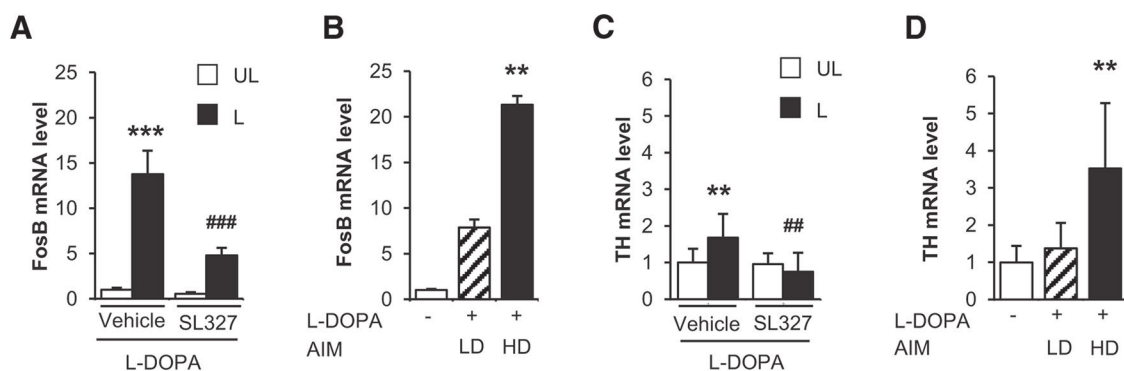 A
FosB mRNA level
25
20
15
10
5
0
UL
L
***
###
Vehicle
SL327
L-DOPA
B
FosB mRNA level
25
20
15
10
5
0
**
L-DOPA - + +
AIM LD HD
C
TH mRNA level
6
5
4
3
2
1
0
UL
L
**
##
Vehicle
SL327
L-DOPA
D
TH mRNA level
6
5
4
3
2
1
0
**
L-DOPA - + +
AIM LD HD